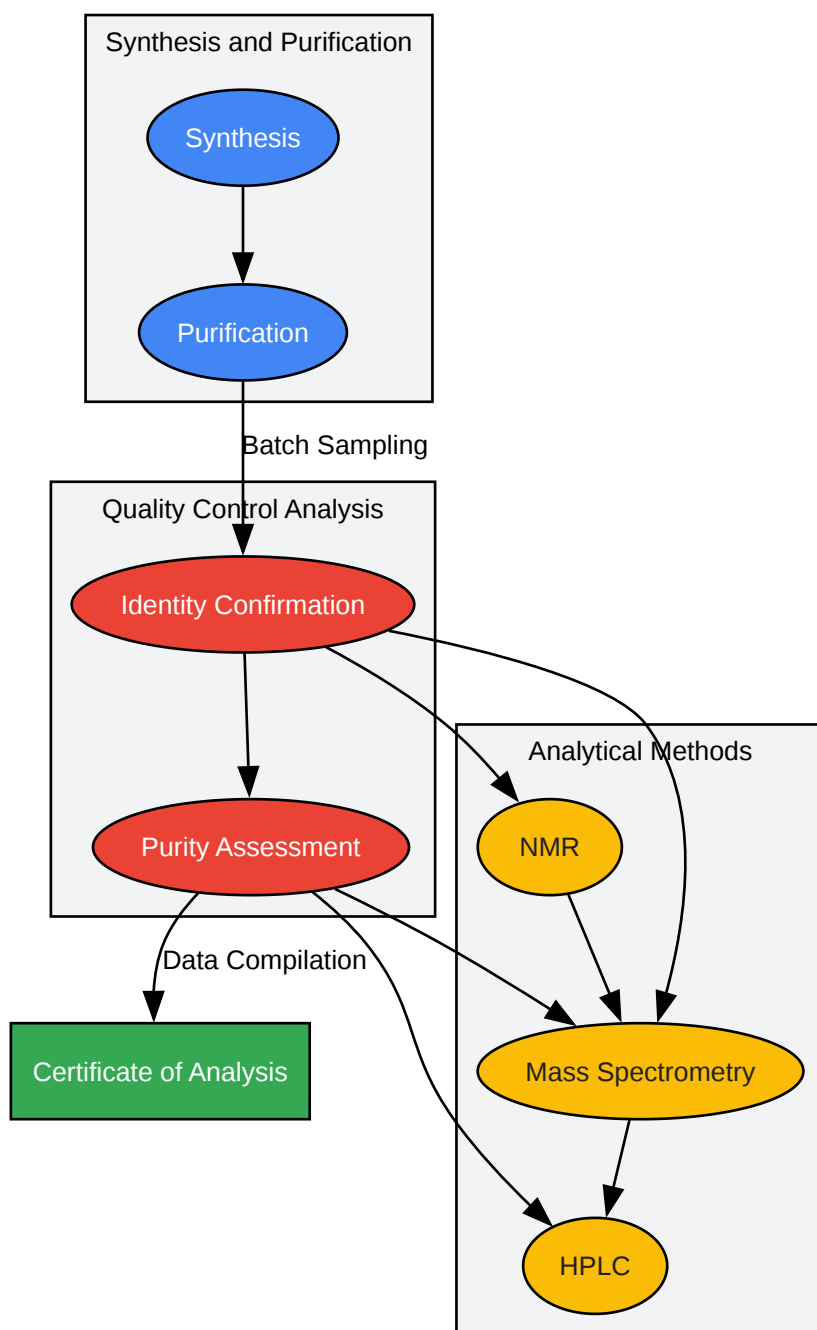 Synthesis and Purification
Synthesis
Purification
Batch Sampling
Quality Control Analysis
Identity Confirmation
Analytical Methods
Purity Assessment
NMR
Data Compilation
Certificate of Analysis
Mass Spectrometry
HPLC